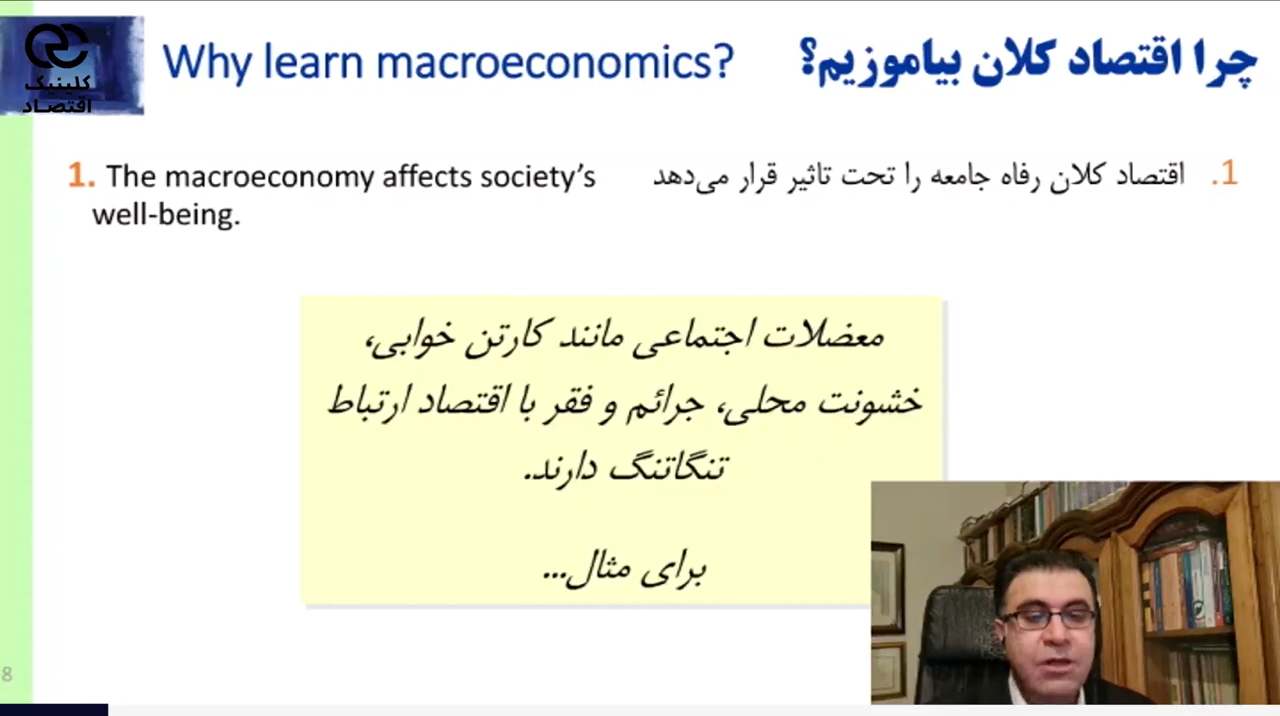 کلینیک
اقتصاد
Why learn macroeconomics?
چرا اقتصاد کلان بیاموزیم؟
1. The macroeconomy affects society’s
well-being.
1. اقتصاد کلان رفاه جامعه را تحت تاثیر قرار می‌دهد
معضلات اجتماعی مانند کارتن خوابی،
خشونت محلی، جرائم و فقر با اقتصاد ارتباط
تنگاتنگ دارند.
برای مثال...
8